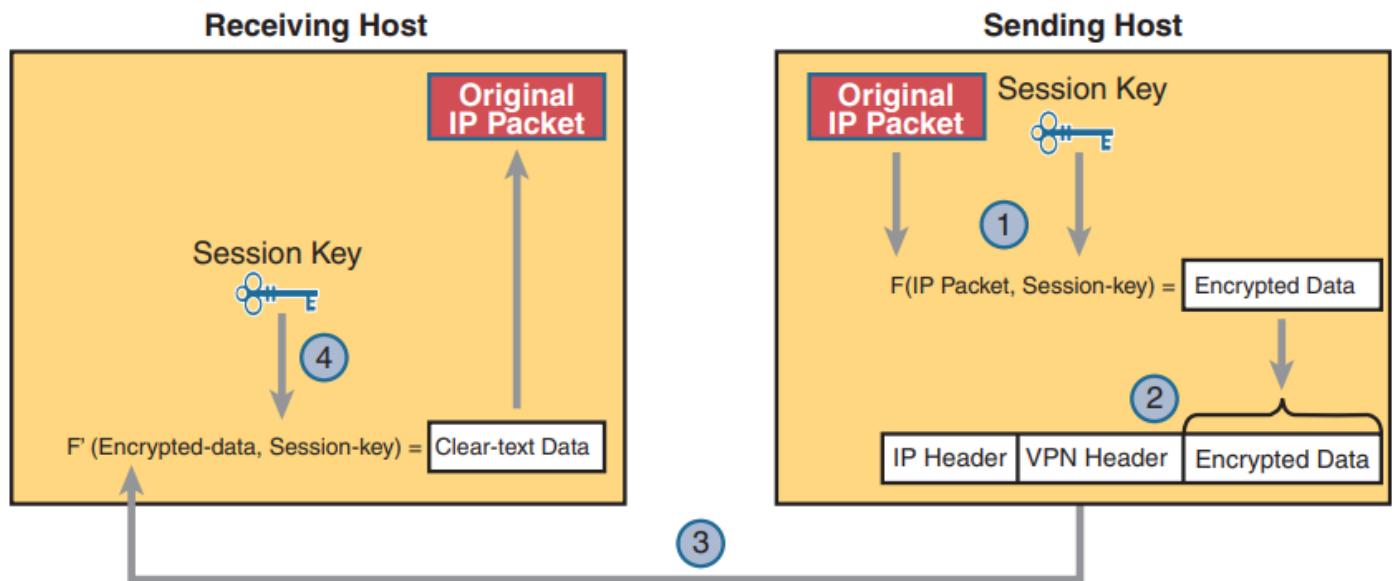 Receiving Host
Original
IP Packet
Session Key
4
F' (Encrypted-data, Session-key) = Clear-text Data
Sending Host
Original
IP Packet
Session Key
1
F(IP Packet, Session-key) = Encrypted Data
2
IP Header VPN Header Encrypted Data
3